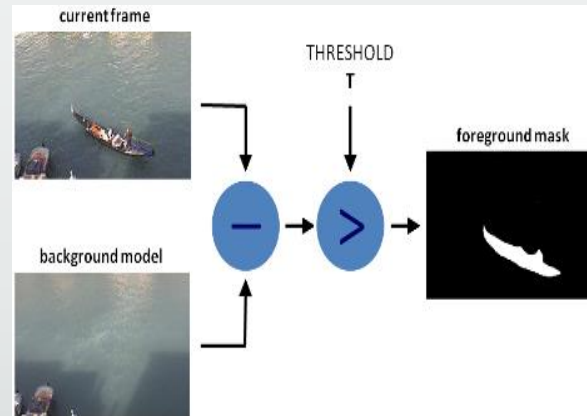 current frame
THRESHOLD
T
foreground mask
−
>
background model